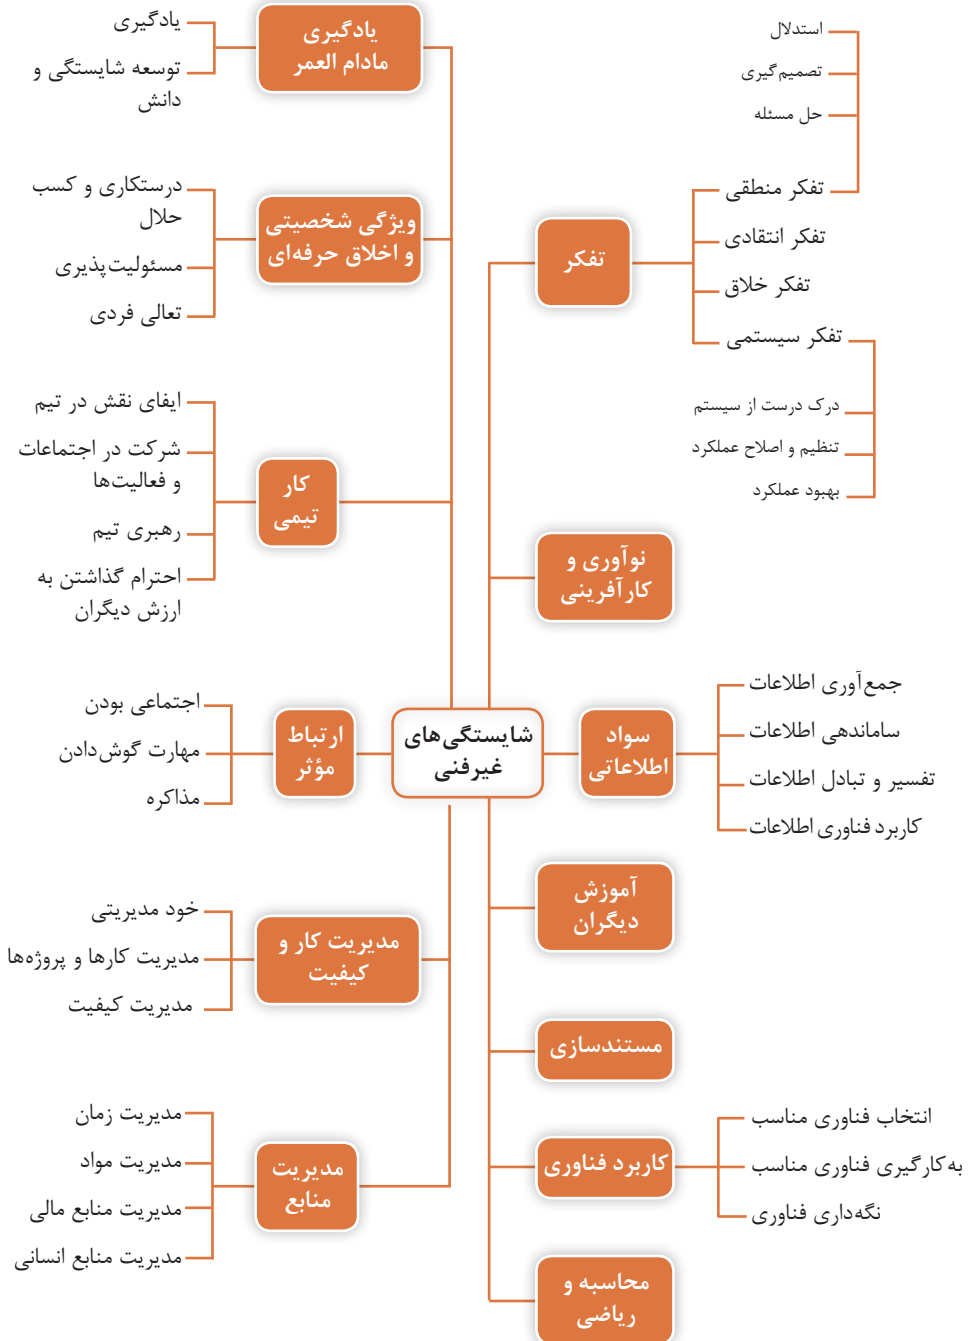 شایستگی‌های
غیرفنی
تفکر
تفکر منطقی
استدلال
تصمیم‌گیری
حل مسئله
تفکر انتقادی
تفکر خلاق
تفکر سیستمی
درک درست از سیستم
تنظیم و اصلاح عملکرد
بهبود عملکرد
نوآوری و
کارآفرینی
سواد
اطلاعاتی
جمع‌آوری اطلاعات
ساماندهی اطلاعات
تفسیر و تبادل اطلاعات
کاربرد فناوری اطلاعات
آموزش
دیگران
مستندسازی
کاربرد فناوری
انتخاب فناوری مناسب
به‌کارگیری فناوری مناسب
نگه‌داری فناوری
محاسبه و
ریاضی
یادگیری
مادام العمر
یادگیری
توسعه شایستگی و
دانش
ویژگی شخصیتی
و اخلاق حرفه‌ای
درستکاری و کسب
حلال
مسئولیت‌پذیری
تعالی فردی
کار
تیمی
ایفای نقش در تیم
شرکت در اجتماعات
و فعالیت‌ها
رهبری تیم
احترام گذاشتن به
ارزش دیگران
ارتباط
مؤثر
اجتماعی بودن
مهارت گوش‌دادن
مذاکره
مدیریت کار و
کیفیت
خود مدیریتی
مدیریت کارها و پروژه‌ها
مدیریت کیفیت
مدیریت
منابع
مدیریت زمان
مدیریت مواد
مدیریت منابع مالی
مدیریت منابع انسانی